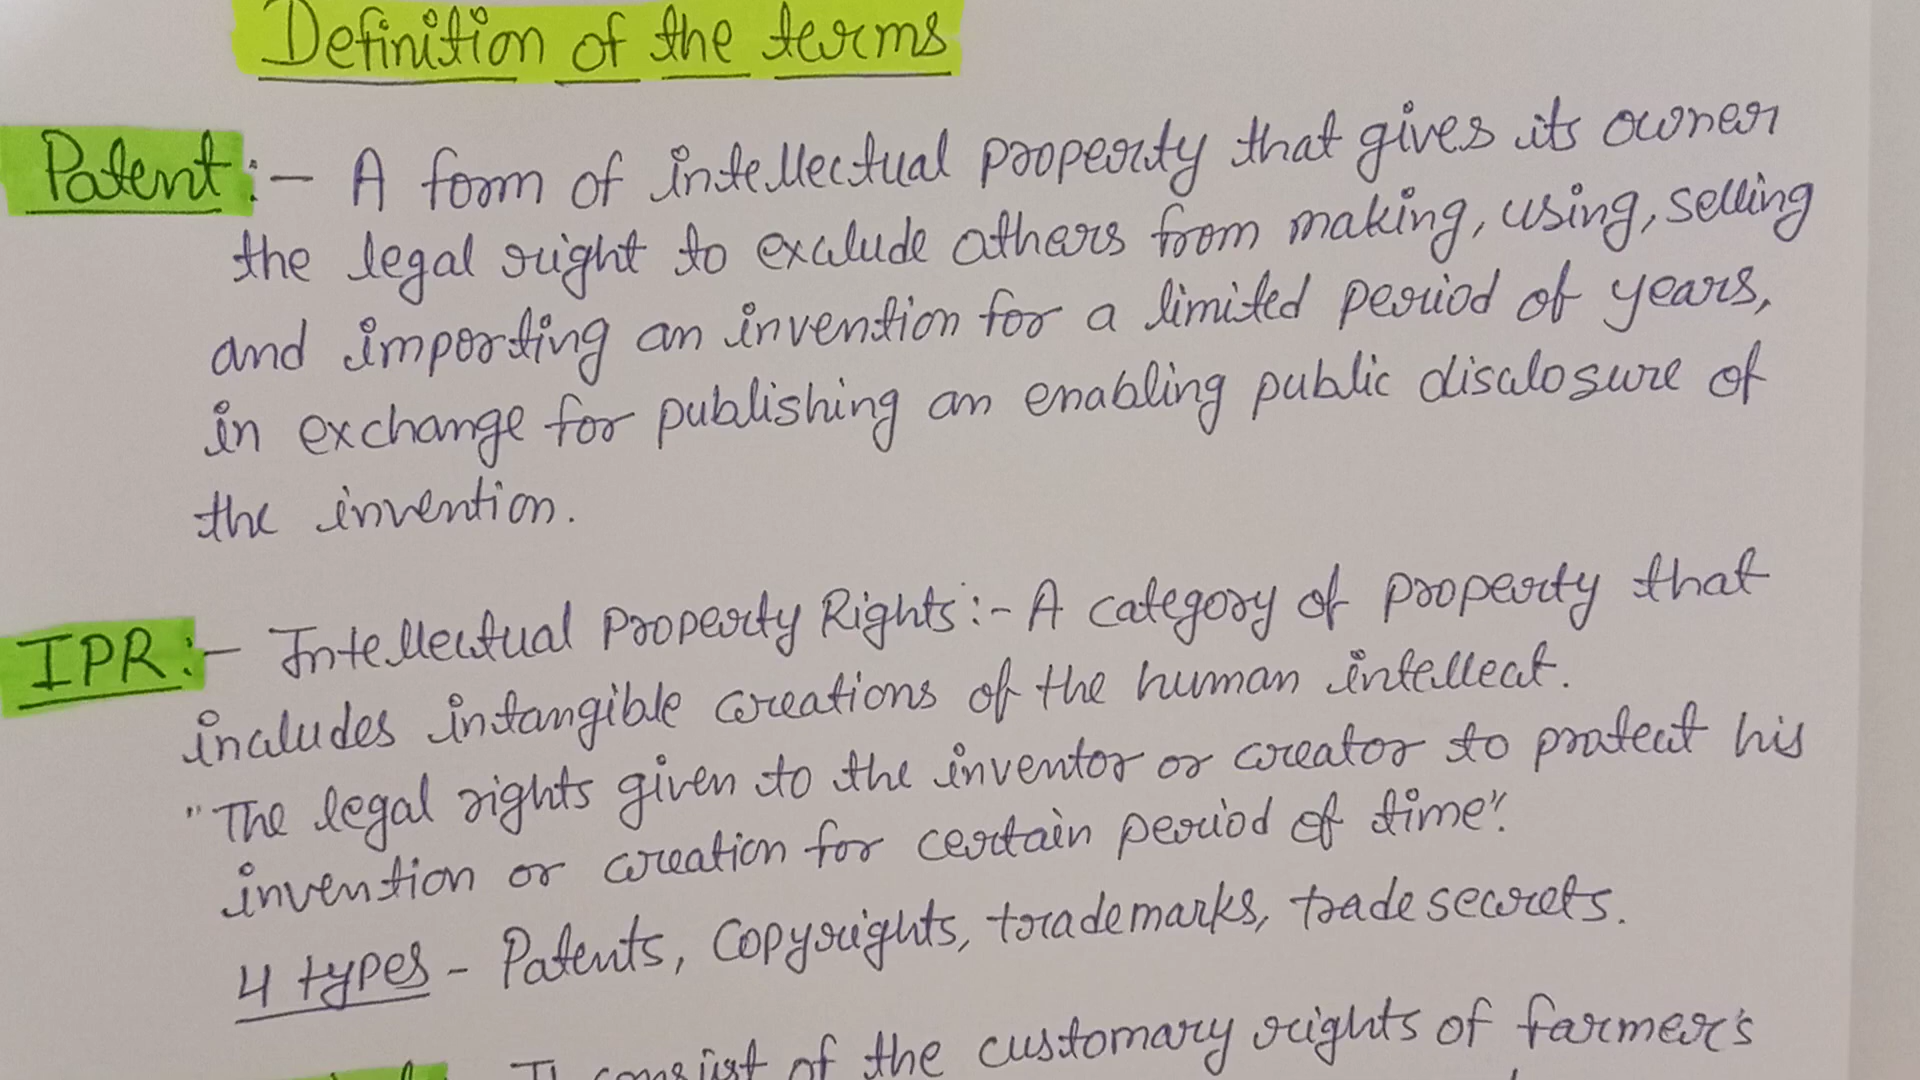 Definition of the terms
Patent :- A form of intellectual property that gives its owner
the legal right to exclude others from making, using, selling
and importing an invention for a limited period of years,
in exchange for publishing an enabling public disclosure of
the invention.
IPR :- Intellectual Property Rights :- A category of property that
includes intangible creations of the human intellect.
"The legal rights given to the inventor or creator to protect his
invention or creation for certain period of time".
4 types - Patents, Copyrights, trademarks, trade secrets.
It consist of the customary rights of farmer's